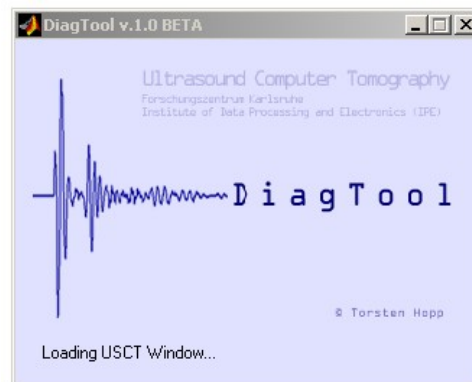 DiagTool v.1.0 BETA
Ultrasound Computer Tomography
Forschungszentrum Karlsruhe
Institute of Data Processing and Electronics (IPE)
DiagTool
© Torsten Hopp
Loading USCT Window...